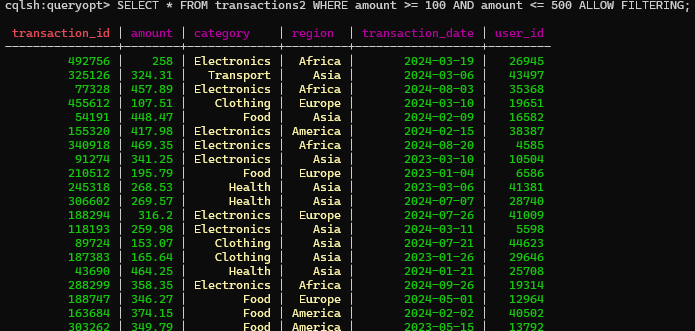 cqlsh:queryopt> SELECT * FROM transactions2 WHERE amount >= 100 AND amount <= 500 ALLOW FILTERING;
transaction_id | amount | category | region | transaction_date | user_id
492756 | 258 | Electronics | Africa | 2024-03-19 | 26945
325126 | 324.31 | Transport | Asia | 2024-03-06 | 43497
77328 | 457.89 | Electronics | Africa | 2024-08-03 | 35368
455612 | 107.51 | Clothing | Europe | 2024-03-10 | 19651
54191 | 448.47 | Food | Asia | 2024-02-09 | 16582
155320 | 417.98 | Electronics | America | 2024-02-15 | 38387
340918 | 469.35 | Electronics | Africa | 2024-08-20 | 4585
91274 | 341.25 | Electronics | Asia | 2023-03-10 | 10504
210512 | 195.79 | Food | Europe | 2023-01-04 | 6586
245318 | 268.53 | Health | Asia | 2023-03-06 | 41381
306602 | 269.57 | Health | Asia | 2024-07-07 | 28740
188294 | 316.2 | Electronics | Europe | 2024-07-26 | 41009
118193 | 259.98 | Electronics | Asia | 2024-03-11 | 5598
89724 | 153.07 | Clothing | Asia | 2024-07-21 | 44623
187383 | 165.64 | Clothing | Asia | 2023-01-26 | 29646
43690 | 464.25 | Health | Asia | 2024-01-21 | 25708
288299 | 358.35 | Electronics | Africa | 2024-09-26 | 19314
188747 | 346.27 | Food | Europe | 2024-05-01 | 12964
163684 | 374.15 | Food | America | 2024-02-02 | 40502
303262 | 349.79 | Food | America | 2023-05-15 | 13792